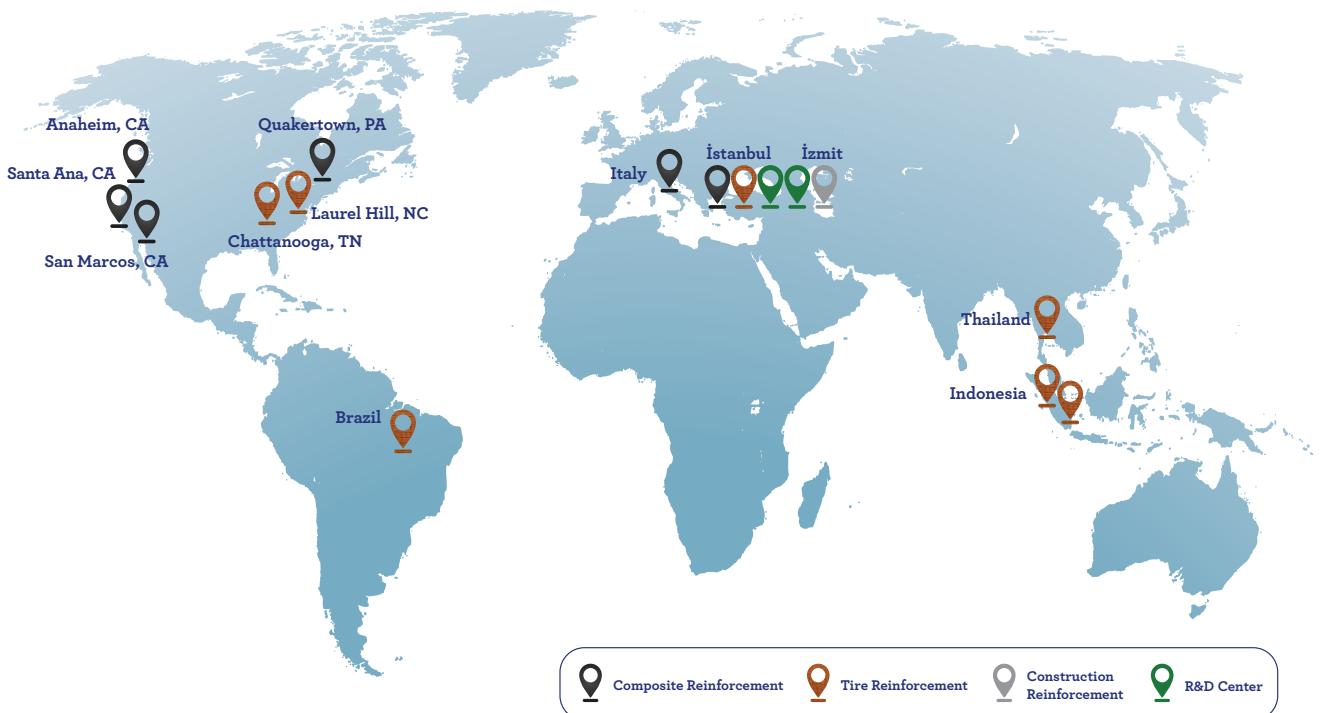 Anaheim, CA
Quakertown, PA
Santa Ana, CA
Italy
İstanbul
İzmit
Laurel Hill, NC
Chattanooga, TN
San Marcos, CA
Thailand
Indonesia
Brazil
Composite Reinforcement
Tire Reinforcement
Construction
Reinforcement
R&D Center